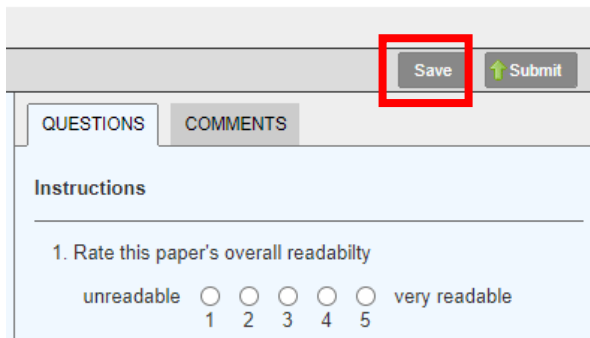 Save Submit
QUESTIONS COMMENTS
Instructions
1. Rate this paper's overall readabilty
unreadable very readable
1 2 3 4 5